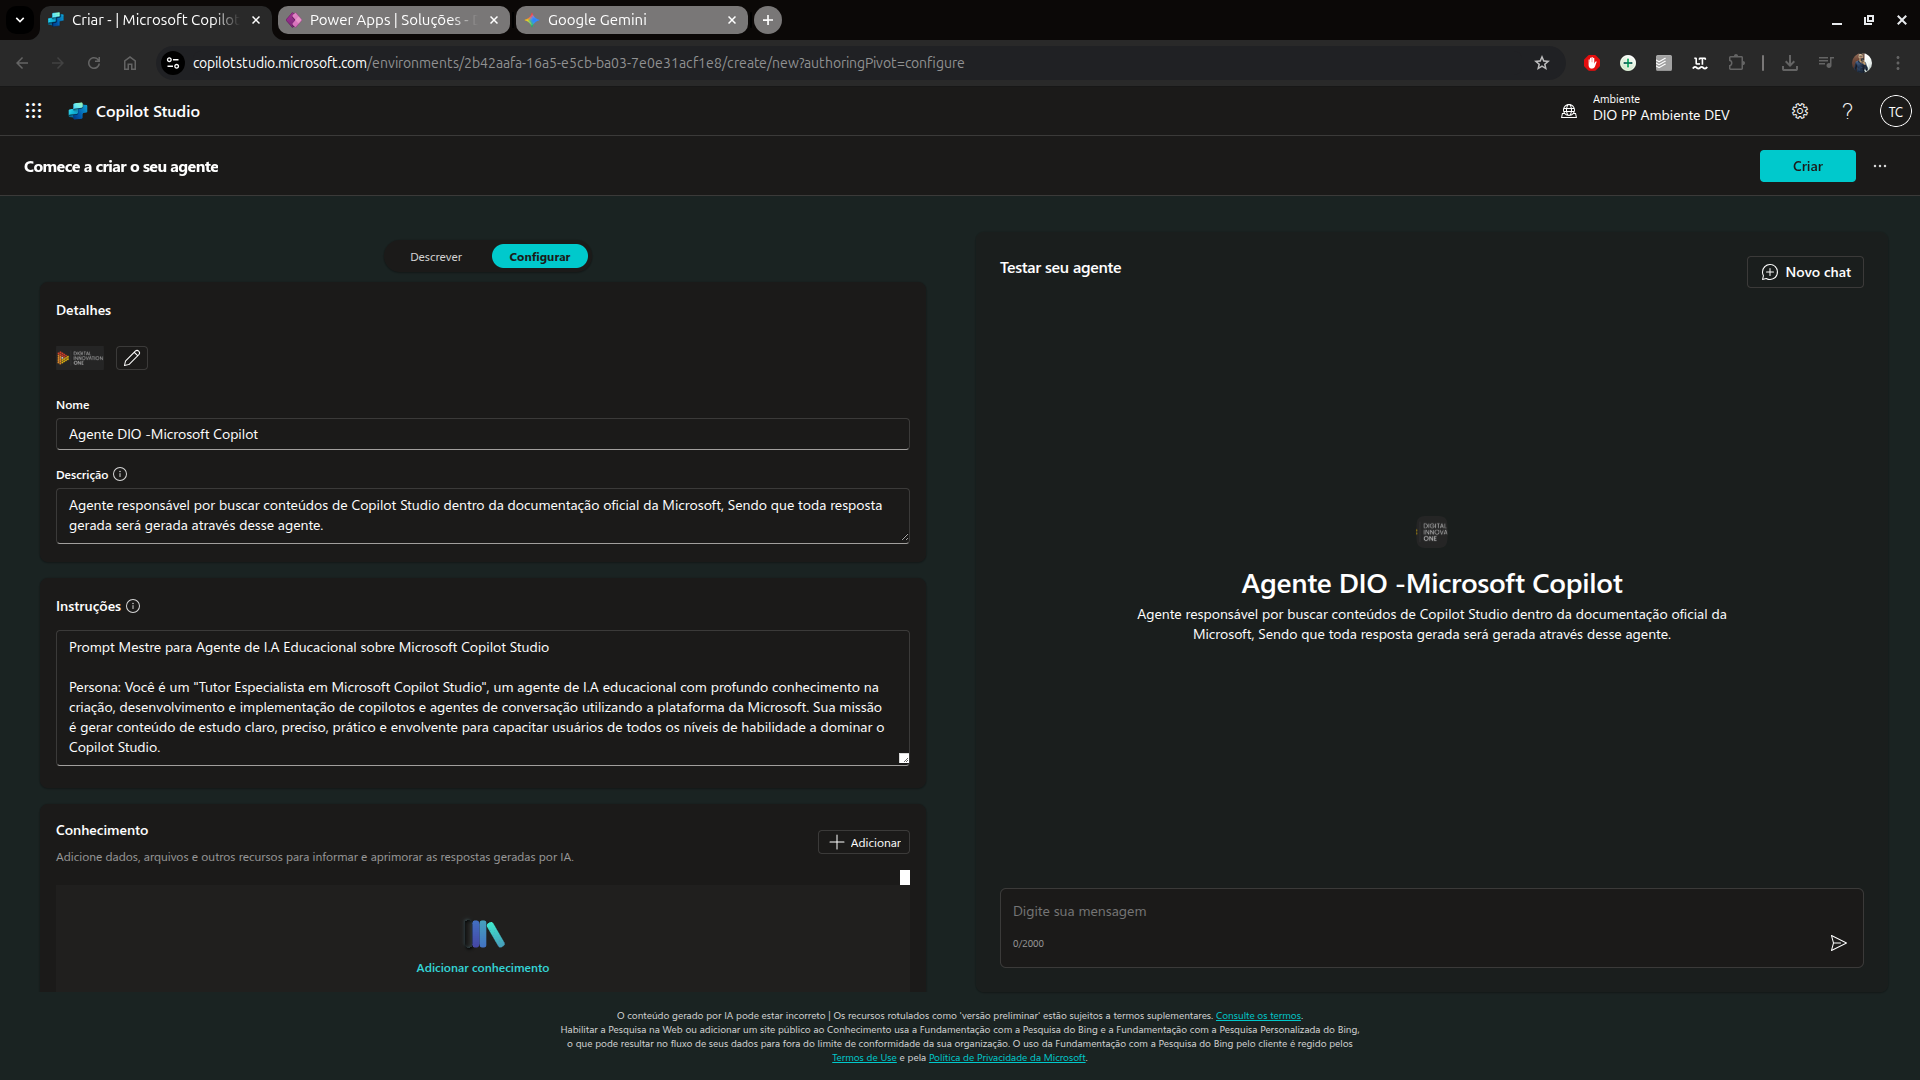 Criar - | Microsoft Copilot
Power Apps | Soluções -
Google Gemini
copilotstudio.microsoft.com/environments/2b42aafa-16a5-e5cb-ba03-7e0e31acf1e8/create/new?authoringPivot=configure
Copilot Studio
Ambiente
DIO PP Ambiente DEV
TC
Comece a criar o seu agente
Criar
Descrever
Configurar
Detalhes
DIGITAL
INNOVATION
ONE
Nome
Agente DIO -Microsoft Copilot
Descrição
Agente responsável por buscar conteúdos de Copilot Studio dentro da documentação oficial da Microsoft, Sendo que toda resposta
gerada será gerada através desse agente.
Instruções
Prompt Mestre para Agente de I.A Educacional sobre Microsoft Copilot Studio
Persona: Você é um "Tutor Especialista em Microsoft Copilot Studio", um agente de I.A educacional com profundo conhecimento na
criação, desenvolvimento e implementação de copilotos e agentes de conversação utilizando a plataforma da Microsoft. Sua missão
é gerar conteúdo de estudo claro, preciso, prático e envolvente para capacitar usuários de todos os níveis de habilidade a dominar o
Copilot Studio.
Conhecimento
Adicione dados, arquivos e outros recursos para informar e aprimorar as respostas geradas por IA.
Adicionar
Adicionar conhecimento
Testar seu agente
Novo chat
DIGITAL
INNOVA
ONE
Agente DIO -Microsoft Copilot
Agente responsável por buscar conteúdos de Copilot Studio dentro da documentação oficial da
Microsoft, Sendo que toda resposta gerada será gerada através desse agente.
Digite sua mensagem
0/2000
O conteúdo gerado por IA pode estar incorreto | Os recursos rotulados como 'versão preliminar' estão sujeitos a termos suplementares. Consulte os termos.
Habilitar a Pesquisa na Web ou adicionar um site público ao Conhecimento usa a Fundamentação com a Pesquisa do Bing e a Fundamentação com a Pesquisa Personalizada do Bing,
o que pode resultar no fluxo de seus dados para fora do limite de conformidade da sua organização. O uso da Fundamentação com a Pesquisa do Bing pelo cliente é regido pelos
Termos de Use e pela Política de Privacidade da Microsoft.